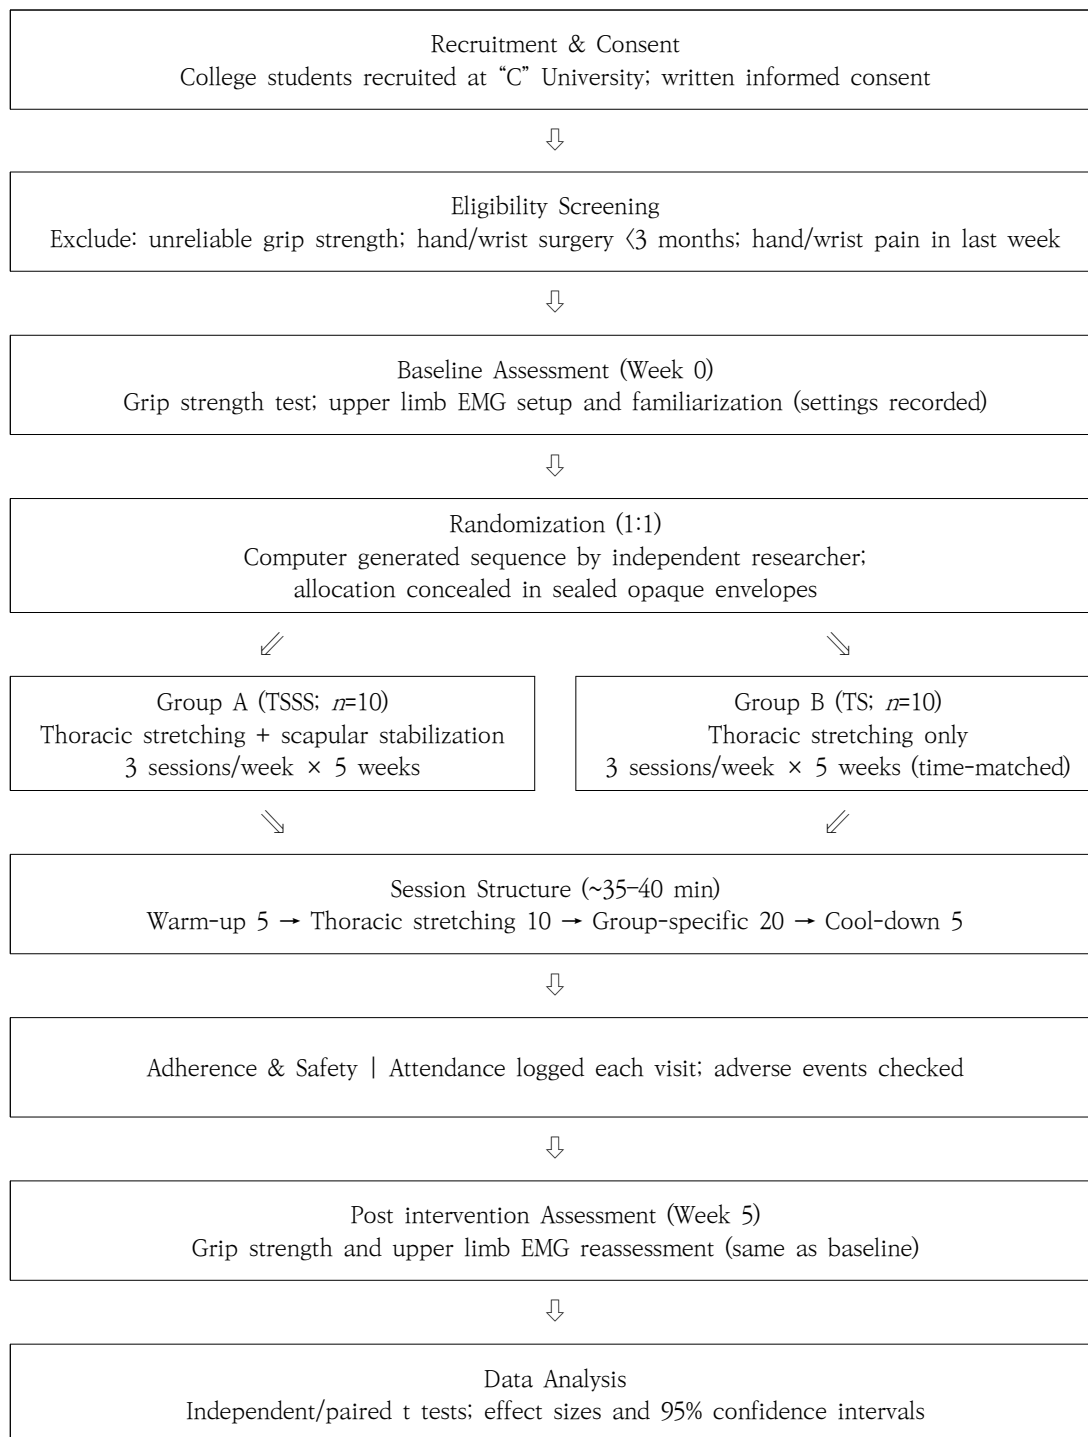 Recruitment & Consent
College students recruited at “C” University; written informed consent
⇩
Eligibility Screening
Exclude: unreliable grip strength; hand/wrist surgery <3 months; hand/wrist pain in last week
⇩
Baseline Assessment (Week 0)
Grip strength test; upper limb EMG setup and familiarization (settings recorded)
⇩
Randomization (1:1)
Computer generated sequence by independent researcher;
allocation concealed in sealed opaque envelopes
⇙ ⇘
Group A (TSSS; n=10)
Thoracic stretching + scapular stabilization
3 sessions/week × 5 weeks
Group B (TS; n=10)
Thoracic stretching only
3 sessions/week × 5 weeks (time-matched)
⇘ ⇙
Session Structure (~35–40 min)
Warm-up 5 → Thoracic stretching 10 → Group-specific 20 → Cool-down 5
⇩
Adherence & Safety | Attendance logged each visit; adverse events checked
⇩
Post intervention Assessment (Week 5)
Grip strength and upper limb EMG reassessment (same as baseline)
⇩
Data Analysis
Independent/paired t tests; effect sizes and 95% confidence intervals